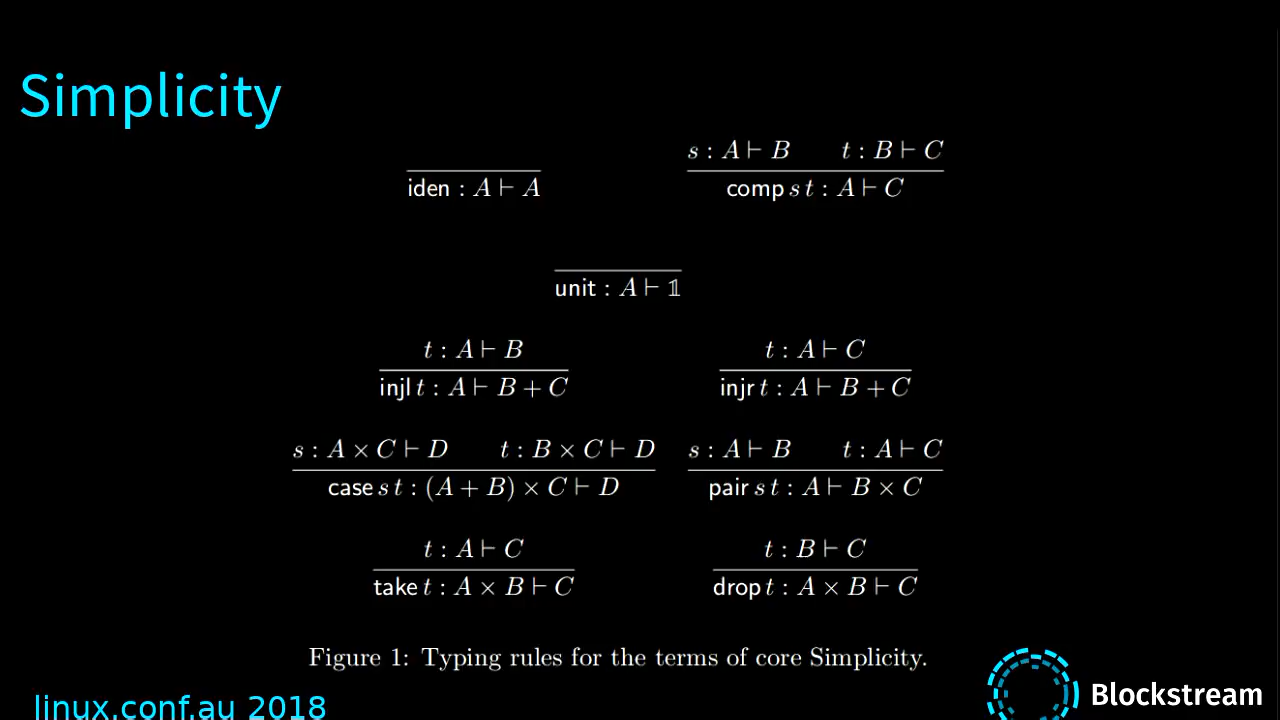 Simplicity
s : A ⊢ B t : B ⊢ C
iden : A ⊢ A
comp s t : A ⊢ C
unit : A ⊢ 𝟙
t : A ⊢ B t : A ⊢ C
injl t : A ⊢ B + C injr t : A ⊢ B + C
s : A × C ⊢ D t : B × C ⊢ D s : A ⊢ B t : A ⊢ C
case s t : (A + B) × C ⊢ D pair s t : A ⊢ B × C
t : A ⊢ C t : B ⊢ C
take t : A × B ⊢ C drop t : A × B ⊢ C
Figure 1: Typing rules for the terms of core Simplicity.
linux.conf.au 2018
Blockstream